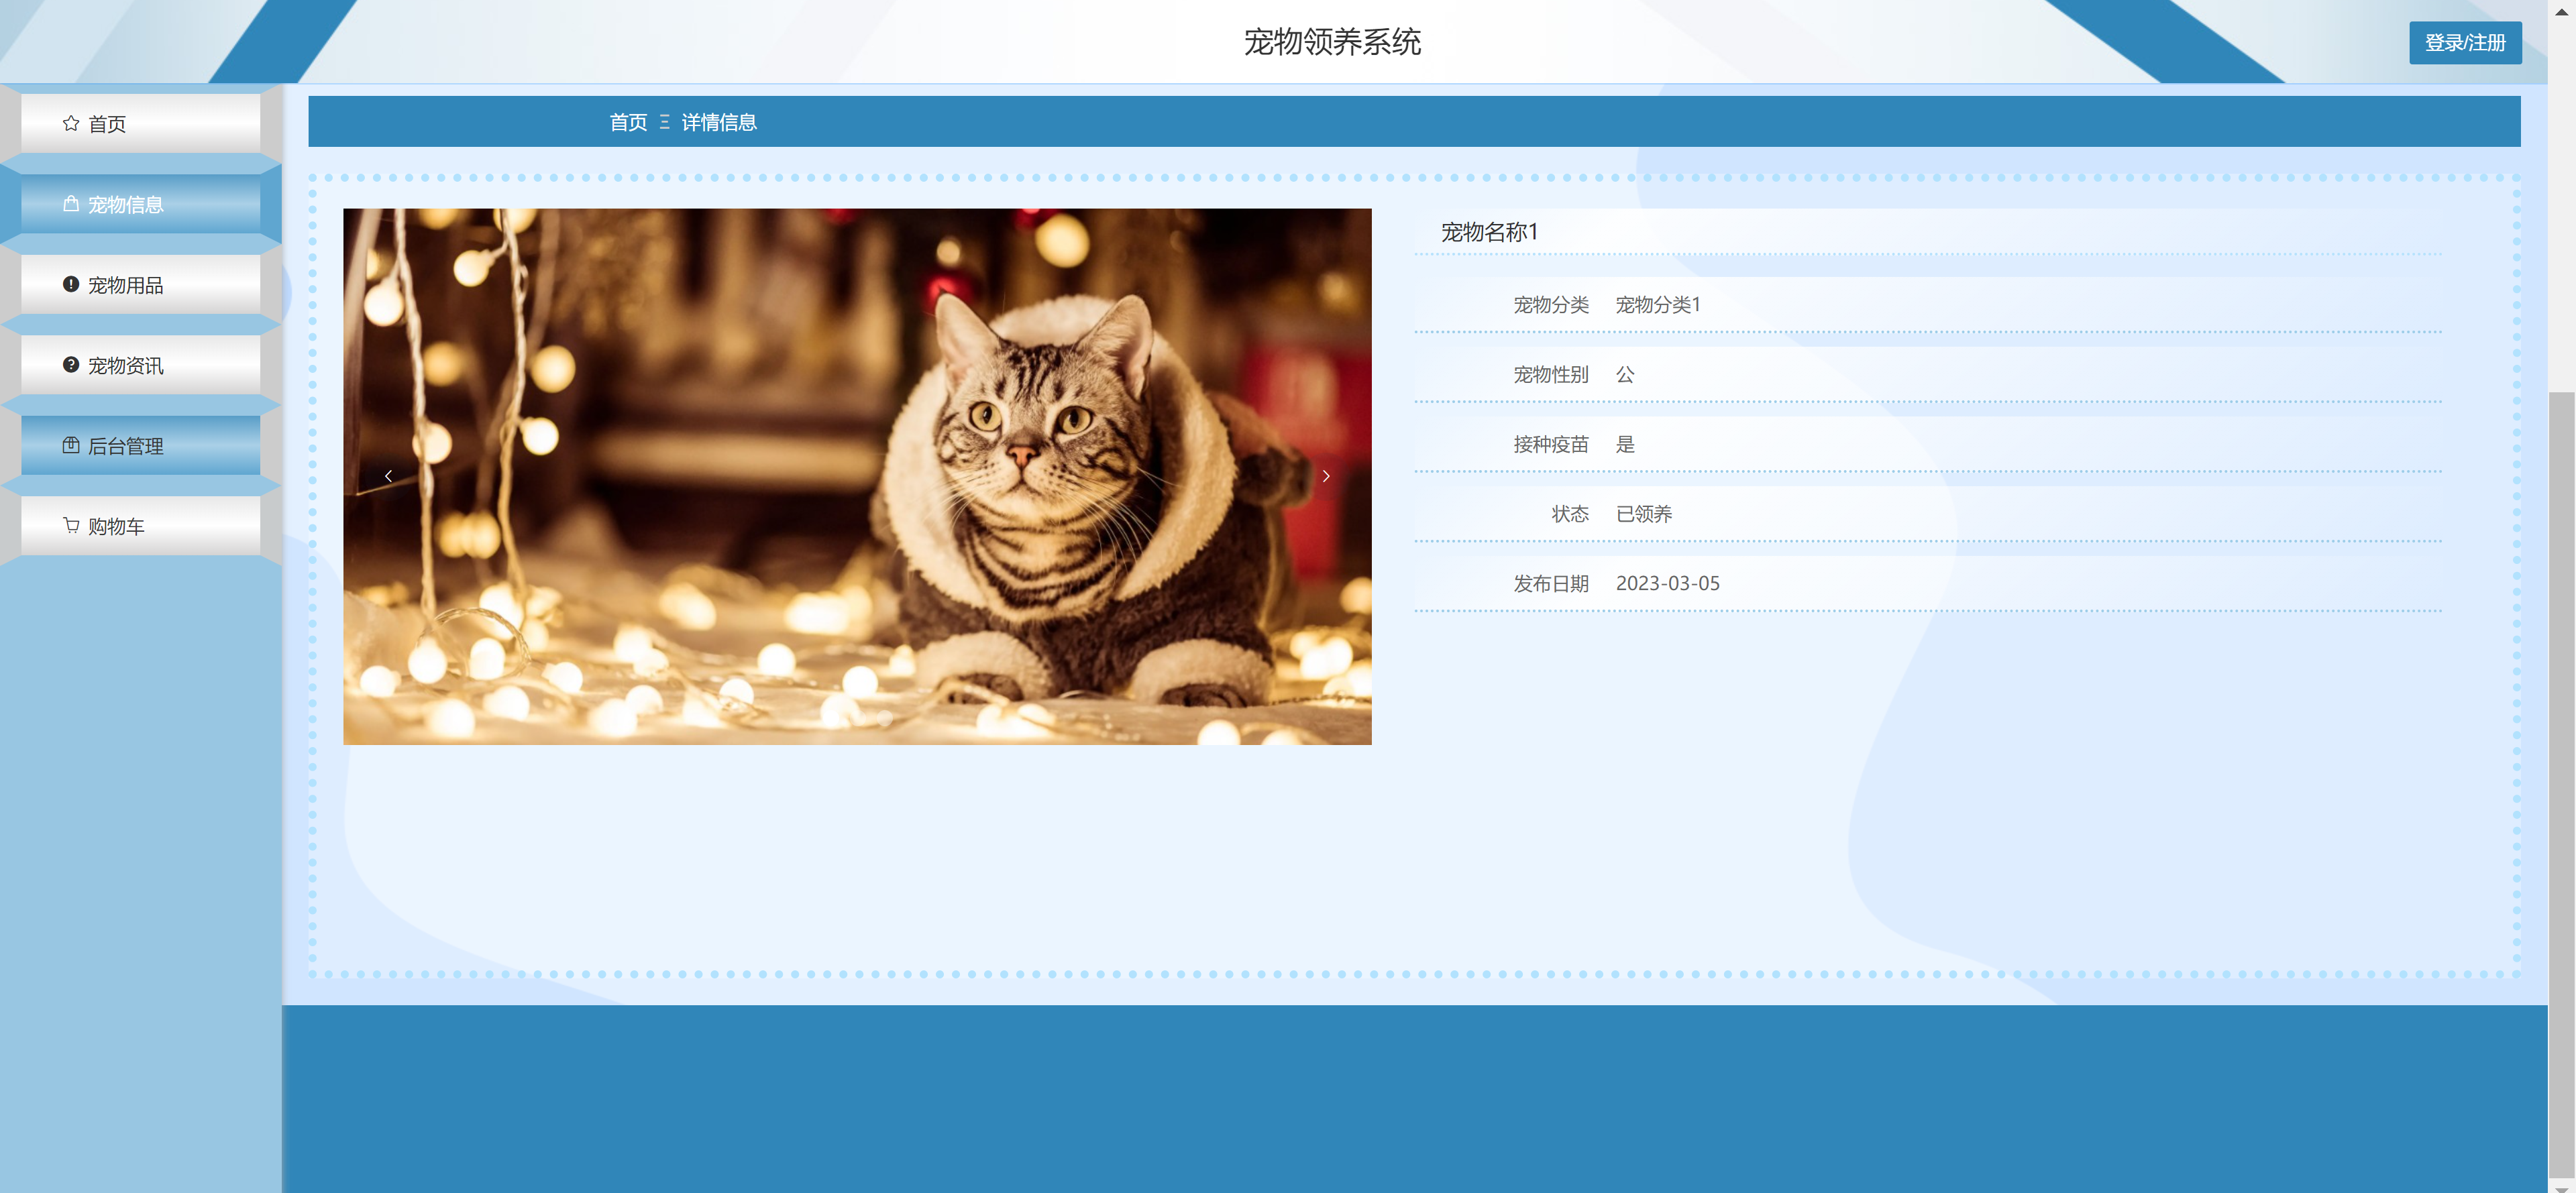 宠物领养系统
登录/注册
首页
宠物信息
宠物用品
宠物资讯
后台管理
购物车
首页 Ξ 详情信息
宠物名称1
宠物分类 宠物分类1
宠物性别 公
接种疫苗 是
状态 已领养
发布日期 2023-03-05